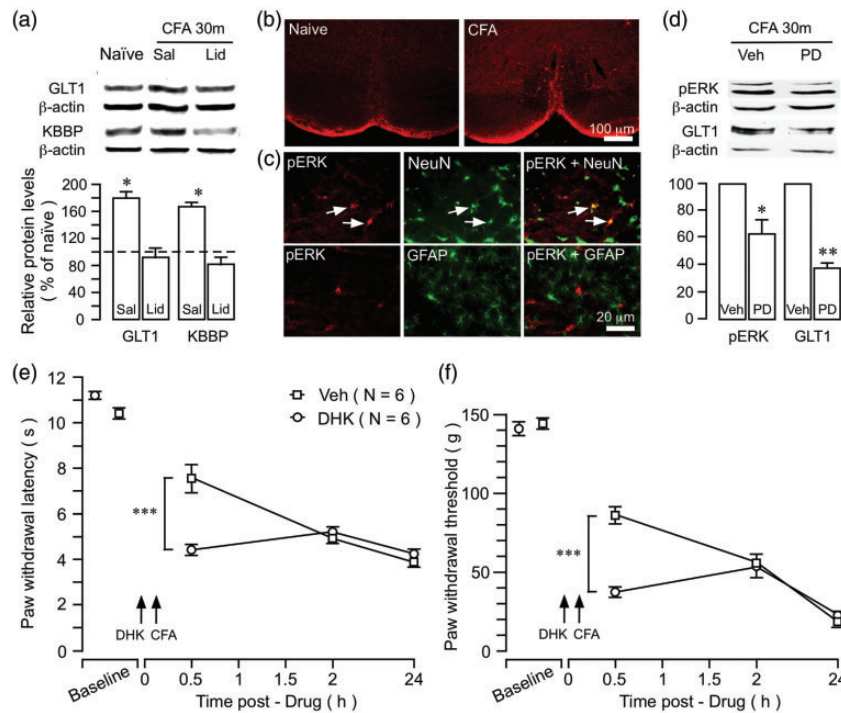 (a)
CFA 30m
Naïve Sal Lid
GLT1
β-actin
KBBP
β-actin
Relative protein levels
( % of naïve)
200
160
120
80
40
0
*
*
Sal Lid Sal Lid
GLT1 KBBP
(b)
Naive
CFA
100 µm
(c)
pERK
NeuN
pERK + NeuN
pERK
GFAP
pERK + GFAP
20 µm
(d)
CFA 30m
Veh PD
pERK
β-actin
GLT1
β-actin
100
80
60
40
20
0
*
**
Veh PD Veh PD
pERK GLT1
(e)
Paw withdrawal latency ( s )
12
10
8
6
4
2
0
Veh ( N = 6 )
DHK ( N = 6 )
***
DHK CFA
Baseline
0 0.5 1 1.5 2 24
Time post - Drug ( h )
(f)
Paw withdrawal threshold ( g )
150
100
50
0
***
DHK CFA
Baseline
0 0.5 1 2 24
Time post - Drug ( h )